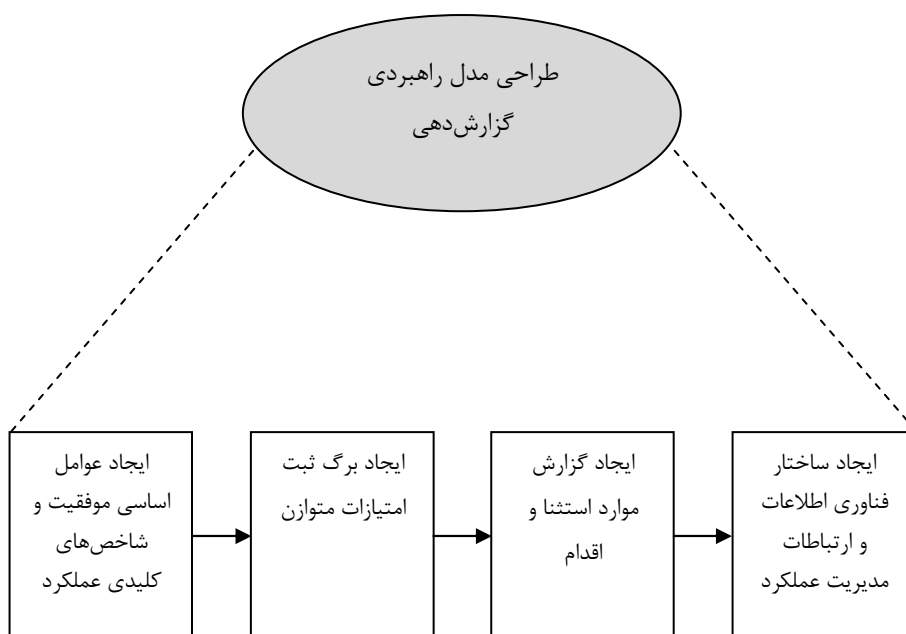 طراحی مدل راهبردی
گزارش‌دهی
ایجاد عوامل
اساسی موفقیت و
شاخص‌های
کلیدی عملکرد
ایجاد برگ ثبت
امتیازات متوازن
ایجاد گزارش
موارد استثنا و
اقدام
ایجاد ساختار
فناوری اطلاعات
و ارتباطات
مدیریت عملکرد